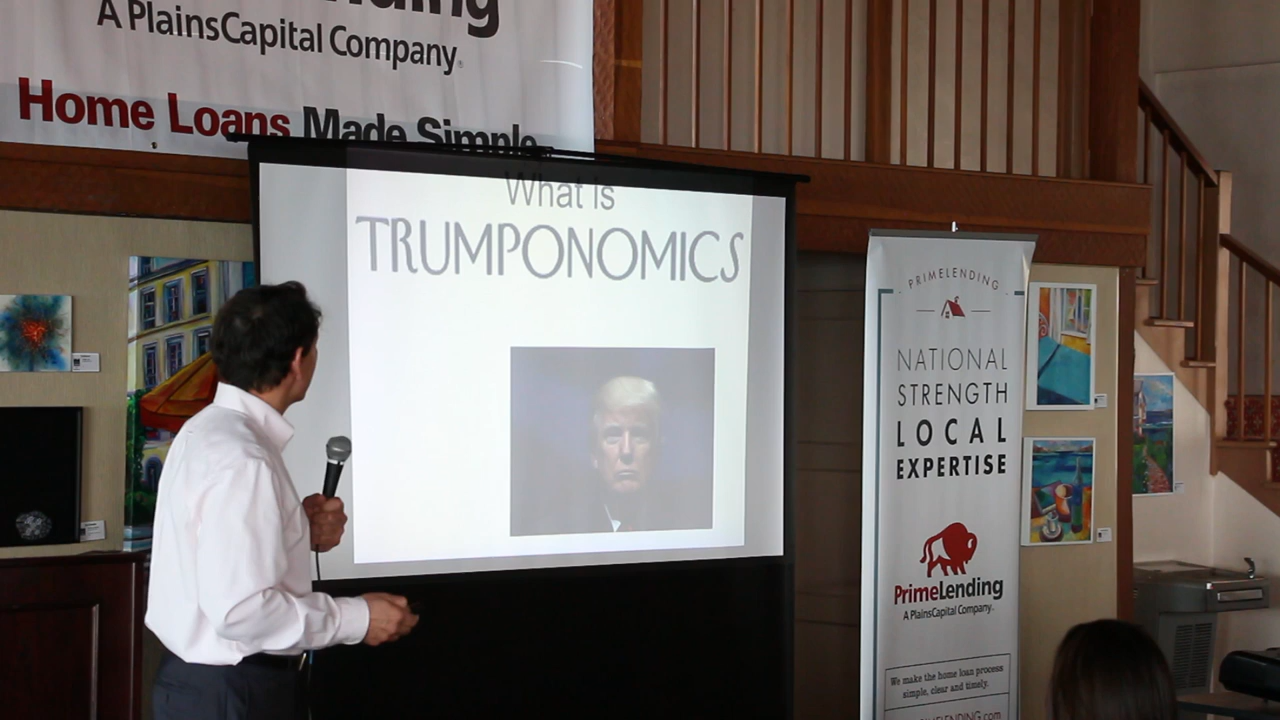 A PlainsCapital Company®
Home Loans Made Simple
What is
TRUMPONOMICS
PRIMELENDING
NATIONAL
STRENGTH
LOCAL
EXPERTISE
PrimeLending
A PlainsCapital Company
We make the home loan process
simple, clear and timely.